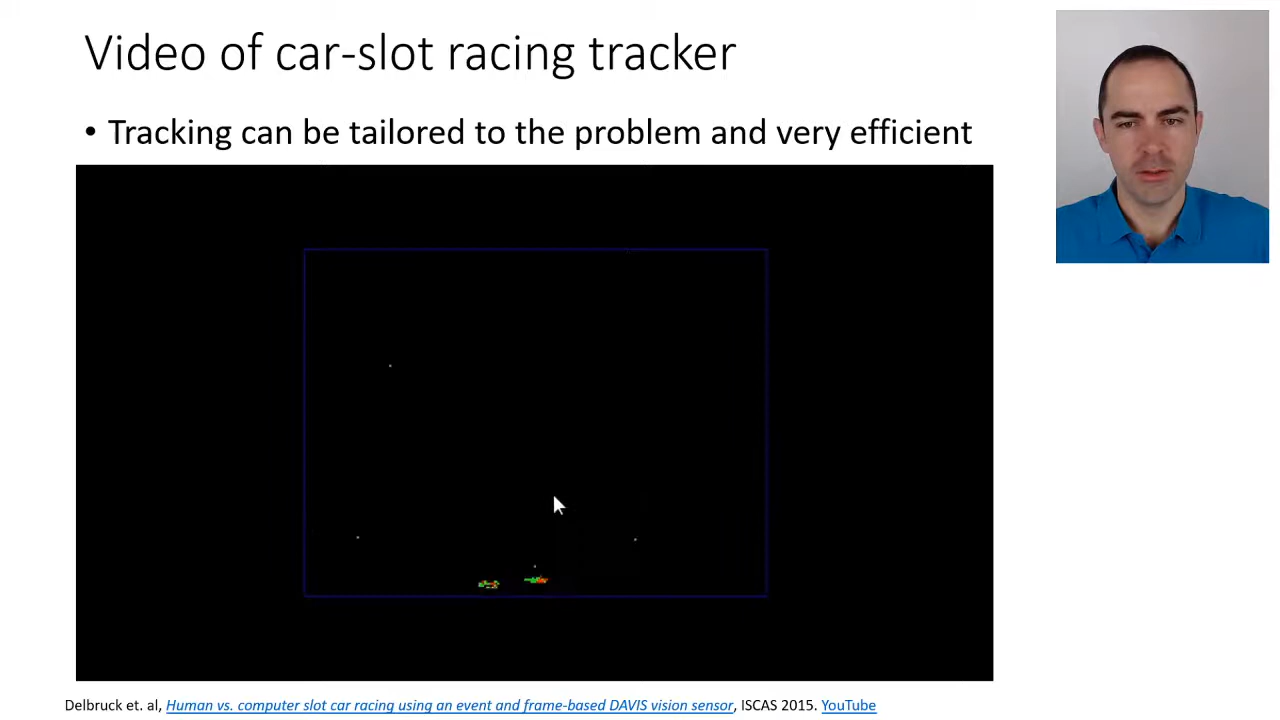 Video of car-slot racing tracker
• Tracking can be tailored to the problem and very efficient
Delbruck et. al, Human vs. computer slot car racing using an event and frame-based DAVIS vision sensor, ISCAS 2015. YouTube